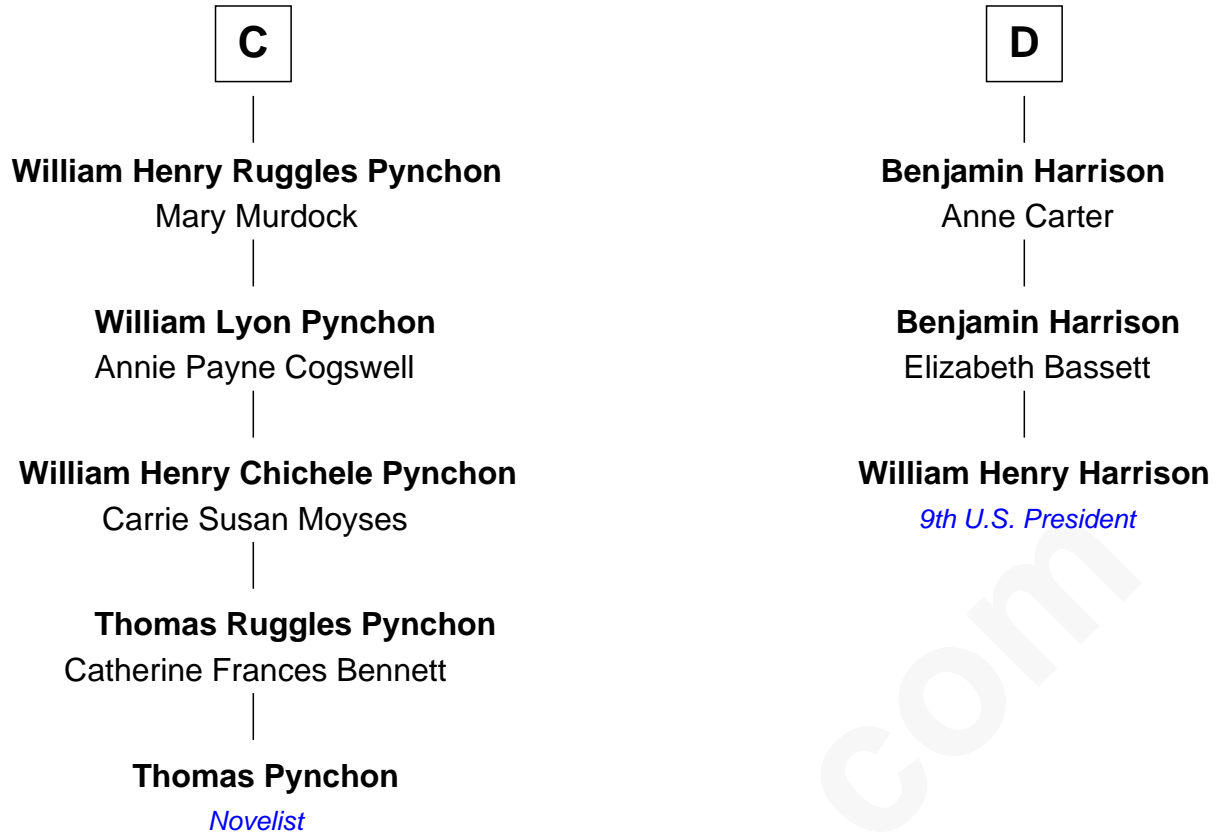 C
William Henry Ruggles Pynchon
Mary Murdock
William Lyon Pynchon
Annie Payne Cogswell
William Henry Chichele Pynchon
Carrie Susan Moyses
Thomas Ruggles Pynchon
Catherine Frances Bennett
Thomas Pynchon
Novelist
D
Benjamin Harrison
Anne Carter
Benjamin Harrison
Elizabeth Bassett
William Henry Harrison
9th U.S. President
com